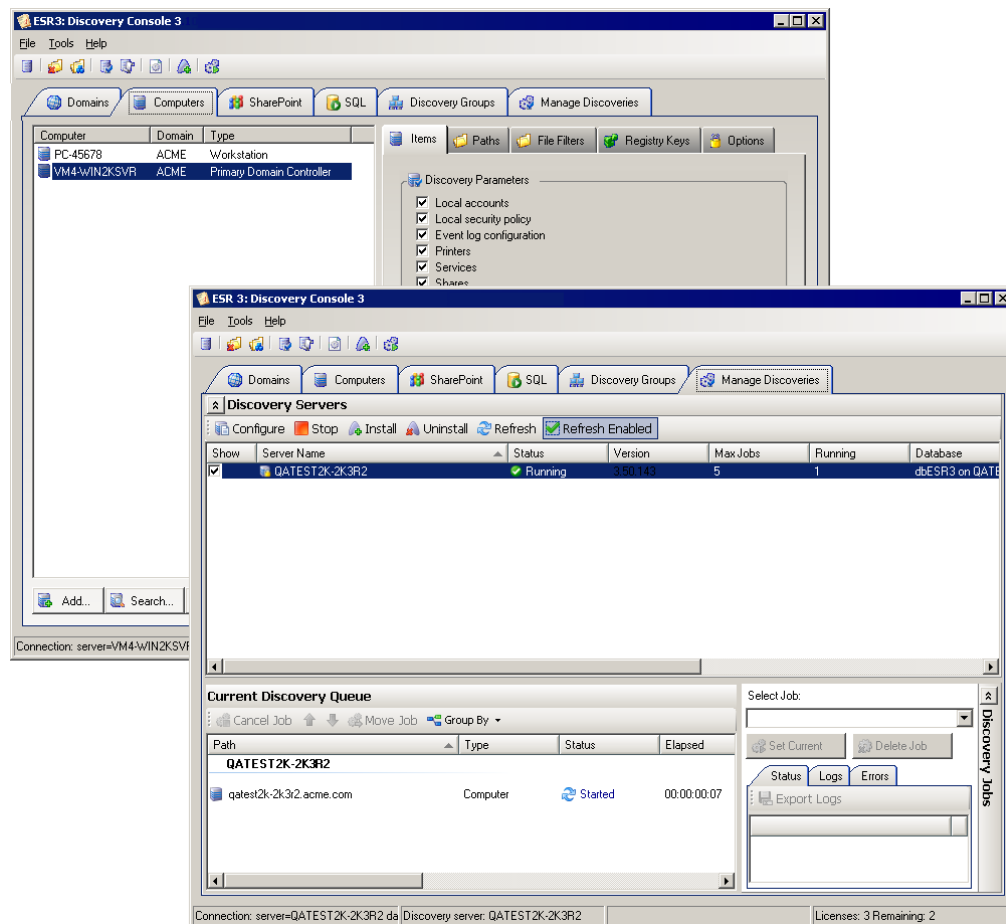 ESR3: Discovery Console 3
File Tools Help
Domains Computers SharePoint SQL Discovery Groups Manage Discoveries
Computer Domain Type
PC-45678 ACME Workstation
VM4-WIN2KSVR ACME Primary Domain Controller
Items Paths File Filters Registry Keys Options
Discovery Parameters
Local accounts
Local security policy
Event log configuration
Printers
Services
Shares
Add... Search...
Connection: server=VM4-WIN2KSVR
ESR 3: Discovery Console 3
File Tools Help
Domains Computers SharePoint SQL Discovery Groups Manage Discoveries
Discovery Servers
Configure Stop Install Uninstall Refresh Refresh Enabled
Show Server Name Status Version Max Jobs Running Database
QATEST2K-2K3R2 Running 3.50.143 5 1 dbESR3 on QATE
Current Discovery Queue
Cancel Job Move Job Group By
Path Type Status Elapsed
QATEST2K-2K3R2
qatest2k-2k3r2.acme.com Computer Started 00:00:00:07
Select Job:
Set Current Delete Job
Status Logs Errors
Export Logs
Discovery Jobs
Connection: server=QATEST2K-2K3R2 da Discovery server: QATEST2K-2K3R2 Licenses: 3 Remaining: 2